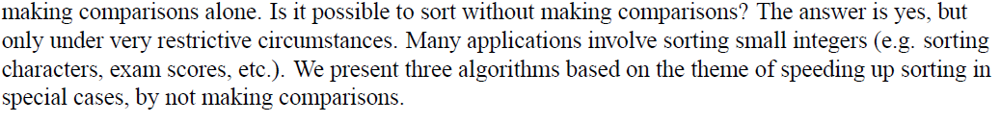 making comparisons alone. Is it possible to sort without making comparisons? The answer is yes, but
only under very restrictive circumstances. Many applications involve sorting small integers (e.g. sorting
characters, exam scores, etc.). We present three algorithms based on the theme of speeding up sorting in
special cases, by not making comparisons.